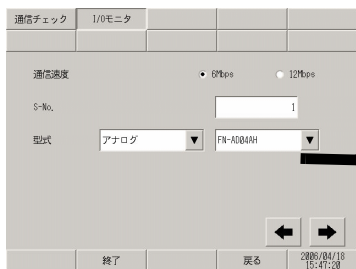 通信チェック I/Oモニタ
通信速度 6Mbps 12Mbps
S-No. 1
型式 アナログ FN-AD04AH
終了 戻る 2006/04/18
15:47:20